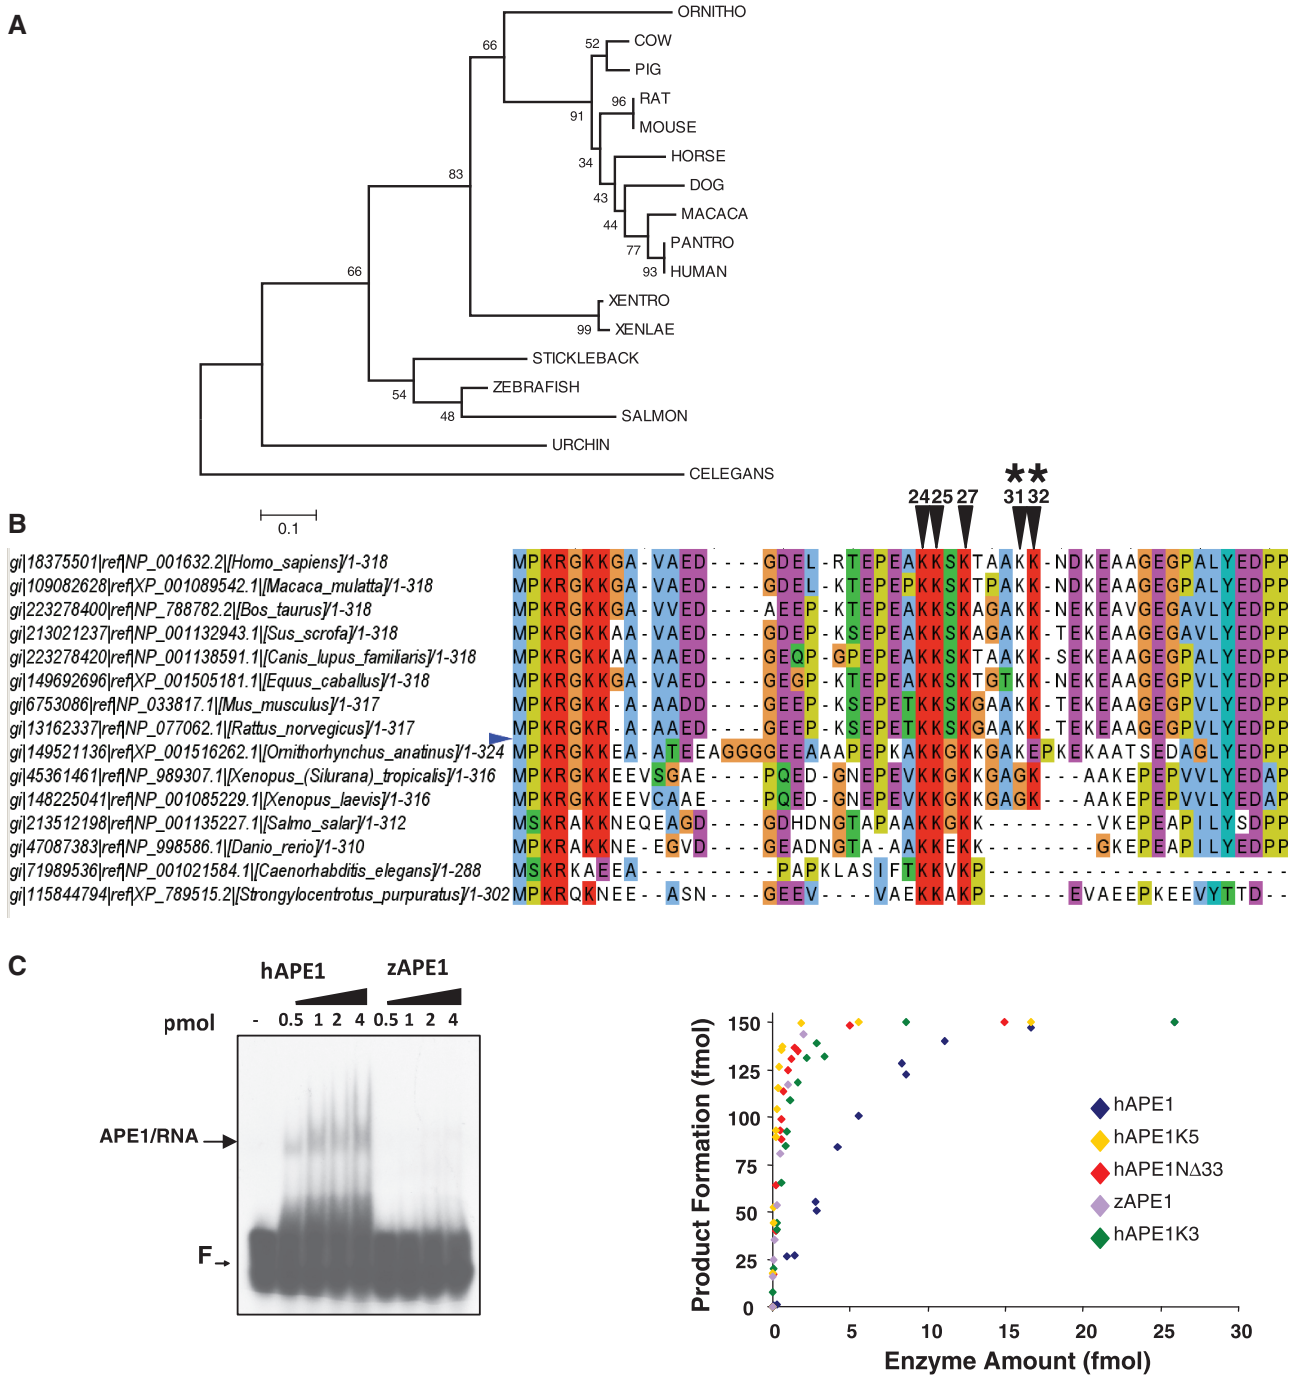 A
ORNITHO
COW
PIG
RAT
MOUSE
HORSE
DOG
MACACA
PANTRO
HUMAN
XENTRO
XENLAE
STICKLEBACK
ZEBRAFISH
SALMON
URCHIN
CELEGANS
66
52
96
91
34
83
43
44
77
93
66
99
54
48
0.1
B
* *
24 25 27 31 32
gi|18375501|ref|NP_001632.2|[Homo_sapiens]/1-318 MPKRGKKGA-VAED----GDEL-RTEPEAKKSKTAAKK-NDKEAAGEGPALYEDPP
gi|109082628|ref|XP_001089542.1|[Macaca_mulatta]/1-318 MPKRGKKGA-VAED----GDEL-RTEPEPKKSKTPAKK-NDKEAAGEGPALYEDPP
gi|223278400|ref|NP_788782.2|[Bos_taurus]/1-318 MPKRGKKGA-VVED----AEEP-KTEPEAKKSKAGAKK-NEKEAVGEGAVLYEDPP
gi|213021237|ref|NP_001132943.1|[Sus_scrofa]/1-318 MPKRGKKAA-VAED----GDEP-KSEPEAKKSKAGAKK-TEKEAAGEGAVLYEDPP
gi|223278420|ref|NP_001138591.1|[Canis_lupus_familiaris]/1-318 MPKRGKKAA-AAED----GEQP-GPEPEAKKSKTAAKK-SEKEAAGEGPVLYEDPP
gi|149692696|ref|XP_001505181.1|[Equus_caballus]/1-318 MPKRGKKGA-VAED----GEGP-KTEPEAKKSKTGTKK-NEKEAAGEGPVLYEDPP
gi|6753086|ref|NP_033817.1|[Mus_musculus]/1-317 MPKRGKK-A-AADD----GEEP-KSEPETKKSKGAAKK-TEKEAAGEGPVLYEDPP
gi|13162337|ref|NP_077062.1|[Rattus_norvegicus]/1-317 MPKRGKR-A-AAED----GEEP-KSEPETKKSKGAAKK-TEKEAAGEGPVLYEDPP
gi|149521136|ref|XP_001516262.1|[Ornithorhynchus_anatinus]/1-324 MPKRGKKEA-ATEEAGGGGEEAAAPEPKAKKGKKGAKEPKEKAATSEDAGLYEDPP
gi|45361461|ref|NP_989307.1|[Xenopus_(Silurana)_tropicalis]/1-316 MPKRGKKEEVSGAE----PQED-GNEPEVKKGKKGAGK---AAKEPEPVVLYEDAP
gi|148225041|ref|NP_001085229.1|[Xenopus_laevis]/1-316 MPKRGKKEEVCAAE----PQED-GNEPEVKKGKKGAGK---AAKEPEPVVLYEDAP
gi|213512198|ref|NP_001135227.1|[Salmo_salar]/1-312 MSKRAKKNEQEAGD----GDHDNGTAPAAKKGKK--------VKEPEAPILYSDPP
gi|47087383|ref|NP_998586.1|[Danio_rerio]/1-310 MPKRAKKNE-EGVD----GEADNGTA-AAKKEKK--------GKEPEAPILYEDPP
gi|71989536|ref|NP_001021584.1|[Caenorhabditis_elegans]/1-288 MSKRKAEEA----------PAPKLASIFTKKVKP----------------------
gi|115844794|ref|XP_789515.2|[Strongylocentrotus_purpuratus]/1-302 MPKRQKNEE-ASN----GEEV----VAEKKAKP------EVAEEPKEEVYTTD--
C
hAPE1 zAPE1
pmol - 0.5 1 2 4 0.5 1 2 4
APE1/RNA
F
Product Formation (fmol)
150
125
100
75
50
25
0
0 5 10 15 20 25 30
Enzyme Amount (fmol)
hAPE1
hAPE1K5
hAPE1NΔ33
zAPE1
hAPE1K3